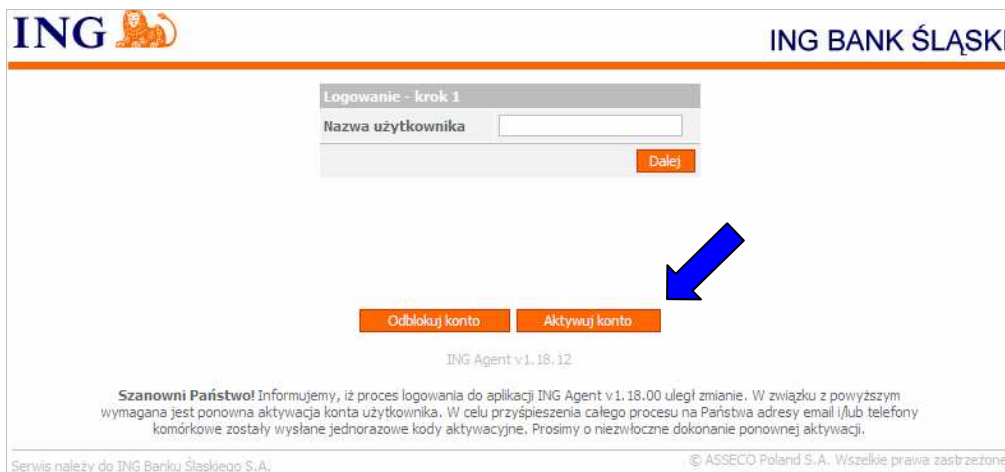 ING
ING BANK ŚLĄSKI
Logowanie - krok 1
Nazwa użytkownika
Dalej
Odblokuj konto Aktywuj konto
ING Agent v1.18.12
Szanowni Państwo! Informujemy, iż proces logowania do aplikacji ING Agent v1.18.00 uległ zmianie. W związku z powyższym
wymagana jest ponowna aktywacja konta użytkownika. W celu przyśpieszenia całego procesu na Państwa adresy email i/lub telefony
komórkowe zostały wysłane jednorazowe kody aktywacyjne. Prosimy o niezwłoczne dokonanie ponownej aktywacji.
Serwis należy do ING Banku Śląskiego S.A. © ASSECO Poland S.A. Wszelkie prawa zastrzeżone